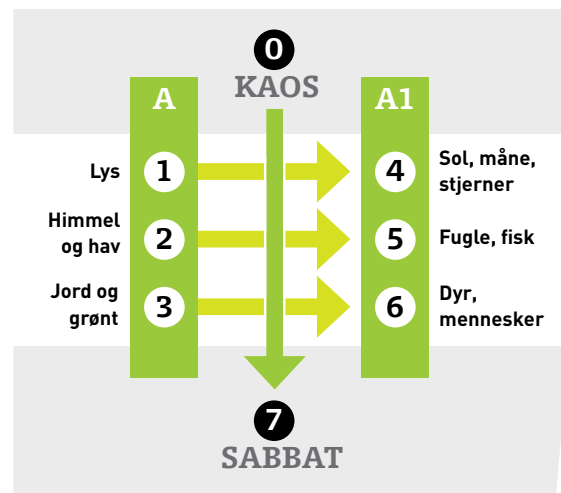 0
KAOS
A
A1
Lys
1
4
Sol, måne,
stjerner
Himmel
og hav
2
5
Fugle, fisk
Jord og
grønt
3
6
Dyr,
mennesker
7
SABBAT